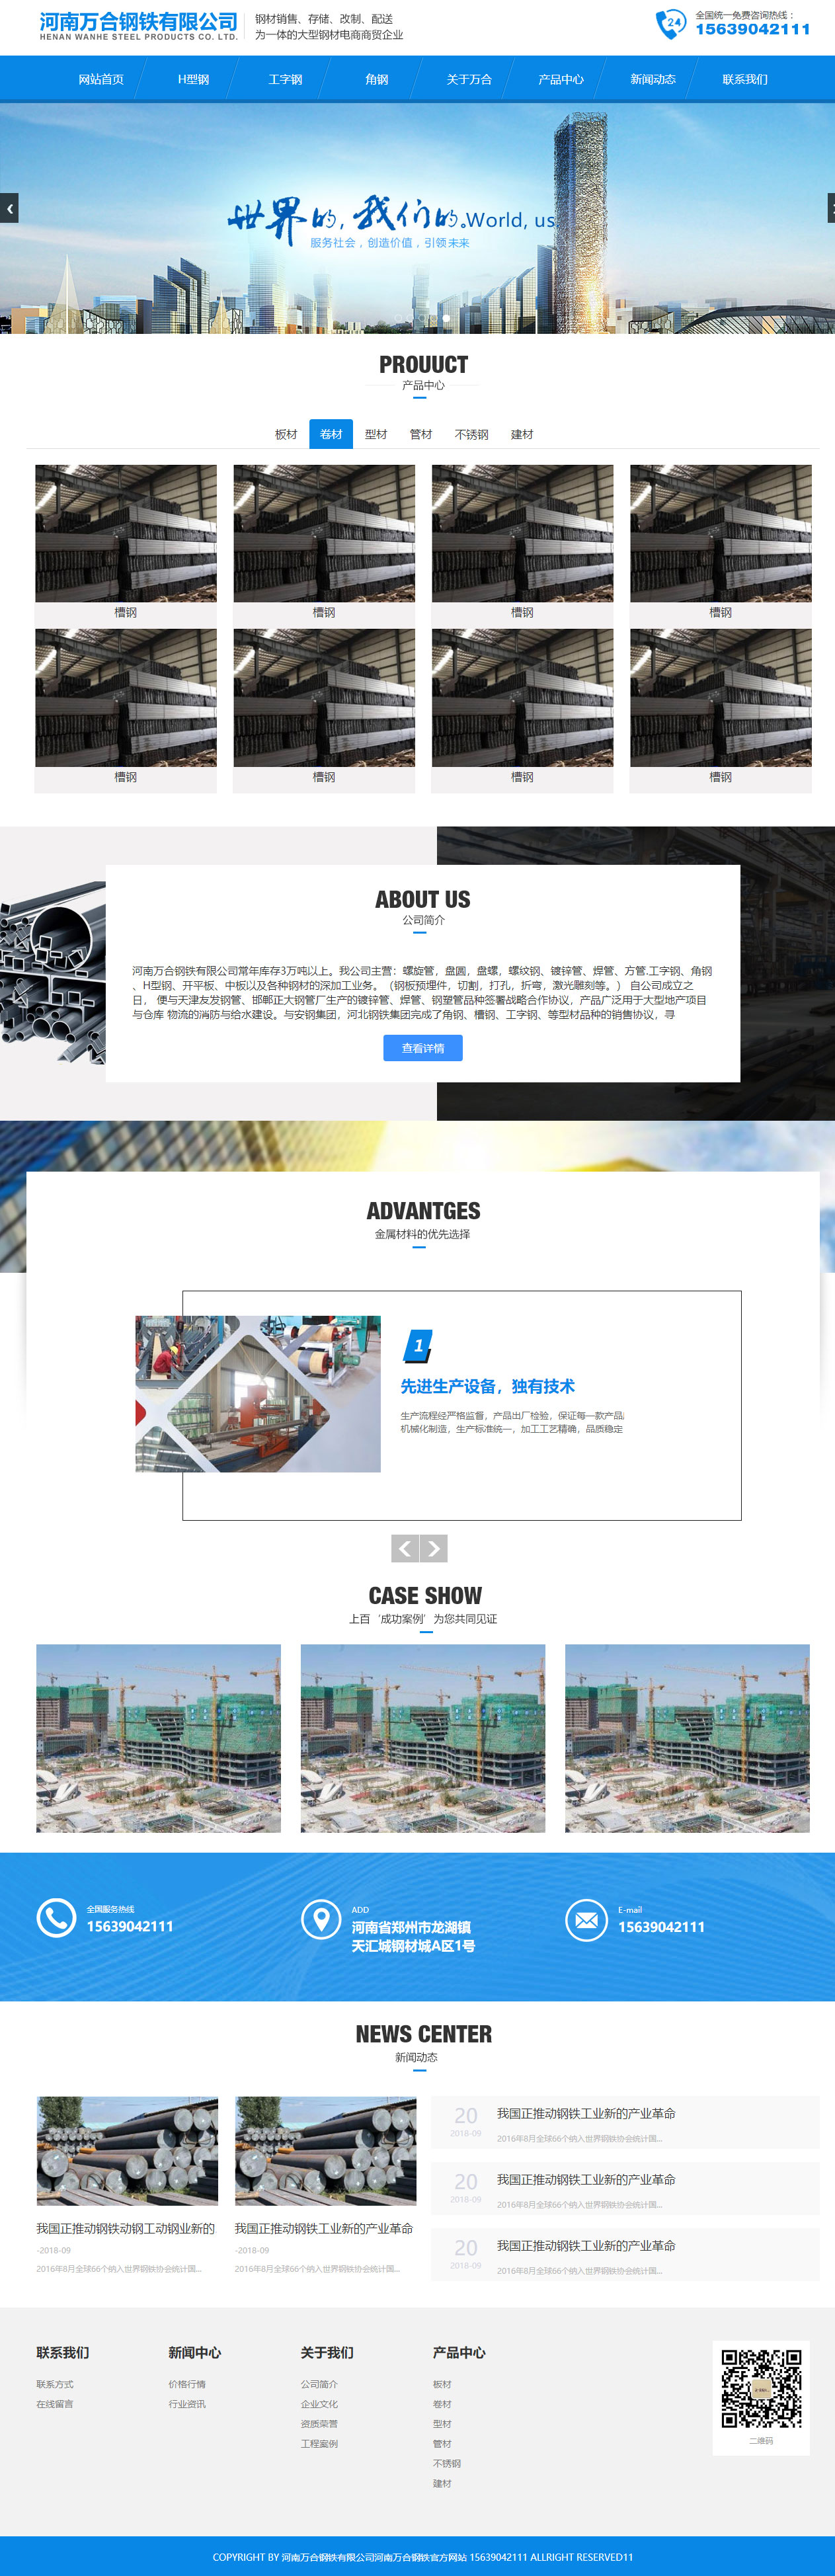 河南万合钢铁有限公司
HENAN WANHE STEEL PRODUCTS CO. LTD.
钢材销售、存储、改制、配送
为一体的大型钢材电商商贸企业
24
全国统一免费咨询热线：
15639042111
网站首页
H型钢
工字钢
角钢
关于万合
产品中心
新闻动态
联系我们
世界的,我们的。World, us
服务社会，创造价值，引领未来
PROUUCT
产品中心
板材
卷材
型材
管材
不锈钢
建材
槽钢
槽钢
槽钢
槽钢
槽钢
槽钢
槽钢
槽钢
ABOUT US
公司简介
河南万合钢铁有限公司常年库存3万吨以上。我公司主营：螺旋管，盘圆，盘螺，螺纹钢、镀锌管、焊管、方管.工字钢、角钢
、H型钢、开平板、中板以及各种钢材的深加工业务。（钢板预埋件，切割，打孔，折弯，激光雕刻等。） 自公司成立之
日， 便与天津友发钢管、邯郸正大钢管厂生产的镀锌管、焊管、钢塑管品种签署战略合作协议，产品广泛用于大型地产项目
与仓库 物流的消防与给水建设。与安钢集团，河北钢铁集团完成了角钢、槽钢、工字钢、等型材品种的销售协议，寻
查看详情
ADVANTGES
金属材料的优先选择
1
先进生产设备，独有技术
生产流程经严格监督，产品出厂检验，保证每一款产品
机械化制造，生产标准统一，加工工艺精确，品质稳定
CASE SHOW
上百‘成功案例’为您共同见证
全国服务热线
15639042111
ADD
河南省郑州市龙湖镇
天汇城钢材城A区1号
E-mail
15639042111
NEWS CENTER
新闻动态
我国正推动钢铁动钢工动钢业新的
-2018-09
2016年8月全球66个纳入世界钢铁协会统计国...
我国正推动钢铁工业新的产业革命
-2018-09
2016年8月全球66个纳入世界钢铁协会统计国...
20
2018-09
我国正推动钢铁工业新的产业革命
2016年8月全球66个纳入世界钢铁协会统计国...
20
2018-09
我国正推动钢铁工业新的产业革命
2016年8月全球66个纳入世界钢铁协会统计国...
20
2018-09
我国正推动钢铁工业新的产业革命
2016年8月全球66个纳入世界钢铁协会统计国...
联系我们
联系方式
在线留言
新闻中心
价格行情
行业资讯
关于我们
公司简介
企业文化
资质荣誉
工程案例
产品中心
板材
卷材
型材
管材
不锈钢
建材
二维码
COPYRIGHT BY 河南万合钢铁有限公司河南万合钢铁官方网站 15639042111 ALLRIGHT RESERVED11